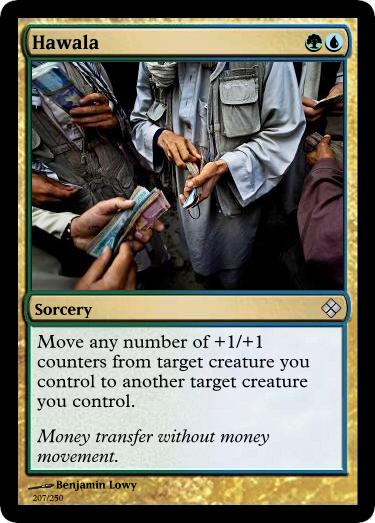 Hawala
Sorcery
Move any number of +1/+1
counters from target creature you
control to another target creature
you control.
Money transfer without money
movement.
Benjamin Lowy
207/250